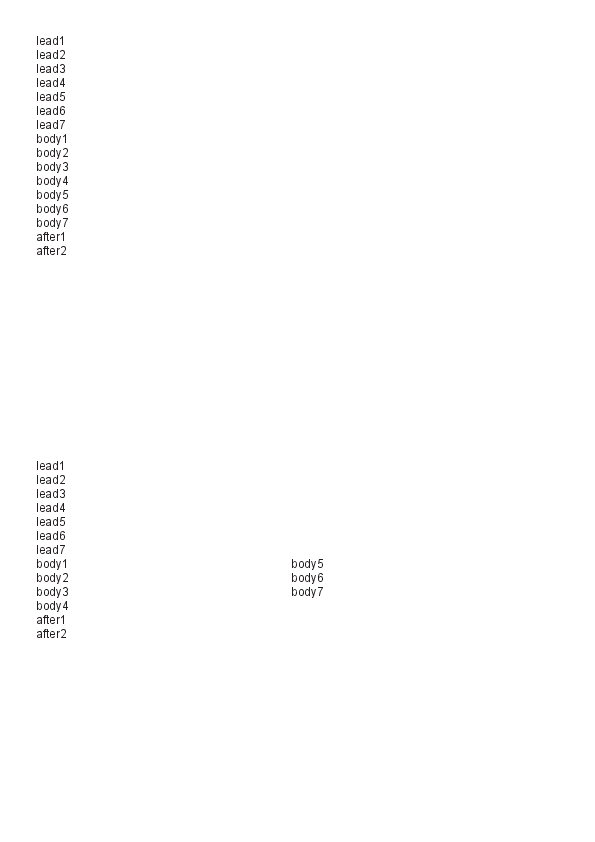 lead1
lead2
lead3
lead4
lead5
lead6
lead7
body1
body2
body3
body4
body5
body6
body7
after1
after2
lead1
lead2
lead3
lead4
lead5
lead6
lead7
body1
body2
body3
body4
body5
body6
body7
after1
after2